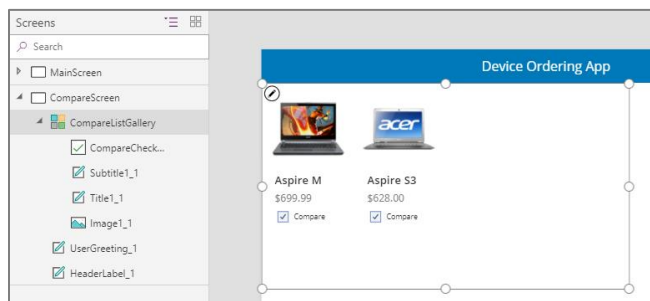 Screens
Search
MainScreen
CompareScreen
CompareListGallery
CompareCheck...
Subtitle1_1
Title1_1
Image1_1
UserGreeting_1
HeaderLabel_1
Device Ordering App
acer
Aspire M
$699.99
Compare
Aspire S3
$628.00
Compare